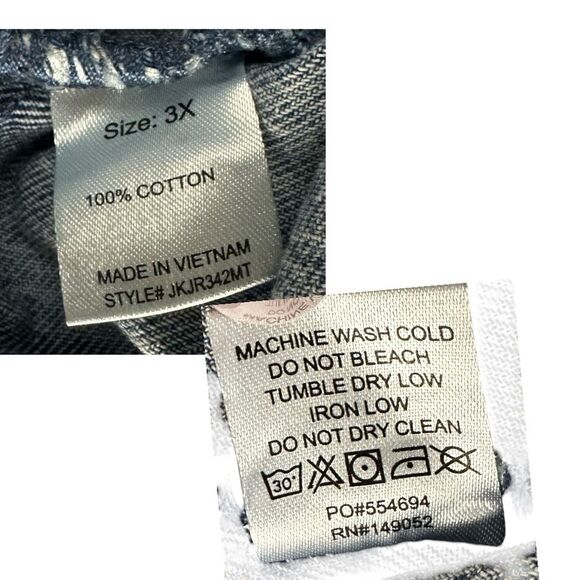 Size: 3X
100% COTTON
MADE IN VIETNAM
STYLE# JKJR342MT
MACHINE WASH COLD
DO NOT BLEACH
TUMBLE DRY LOW
IRON LOW
DO NOT DRY CLEAN
30°
PO#554694
RN#149052